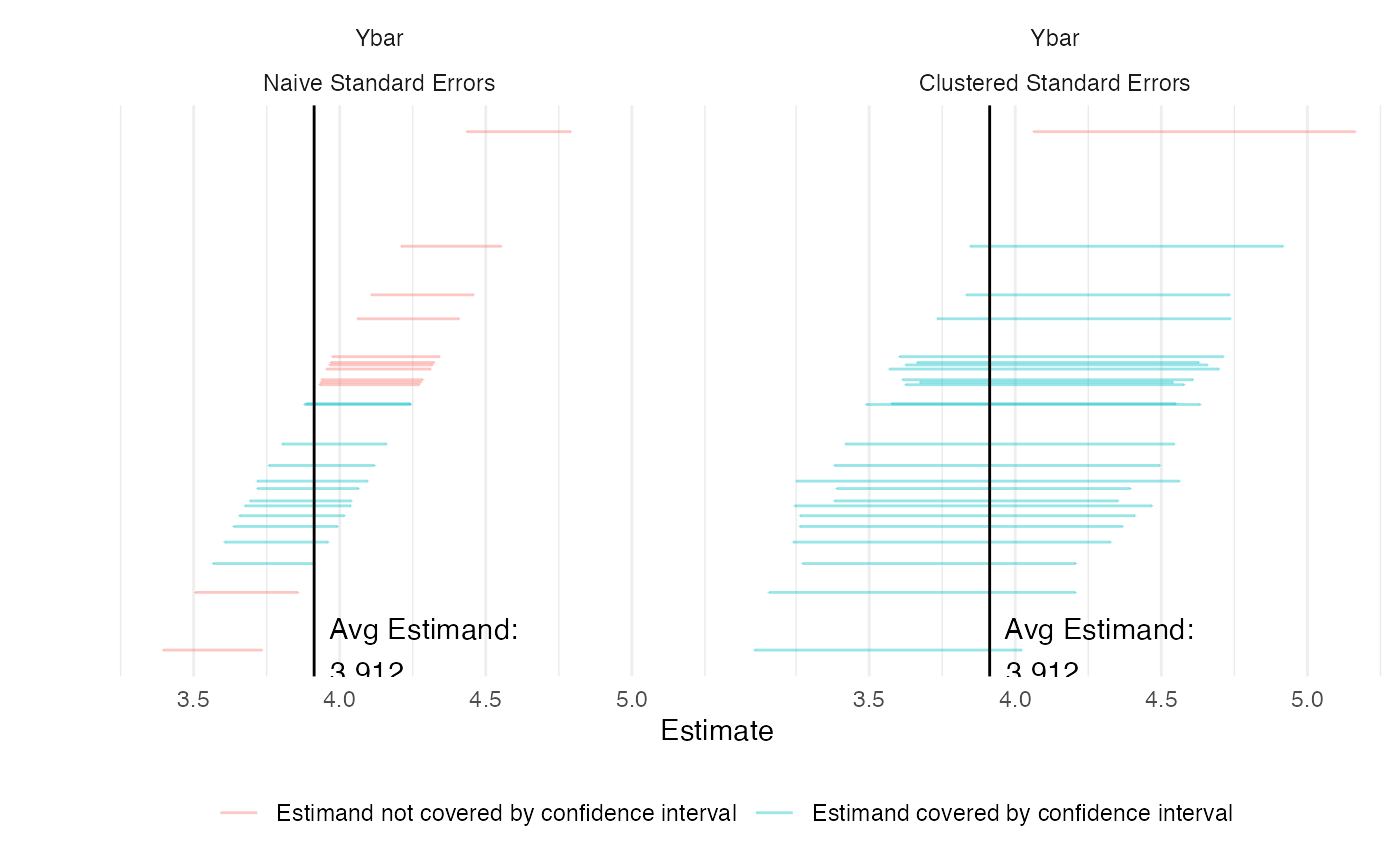 Ybar
Ybar
Naive Standard Errors
Clustered Standard Errors
Avg Estimand:
3.912
Avg Estimand:
3.912
3.5 4.0 4.5 5.0
3.5 4.0 4.5 5.0
Estimate
Estimand not covered by confidence interval
Estimand covered by confidence interval